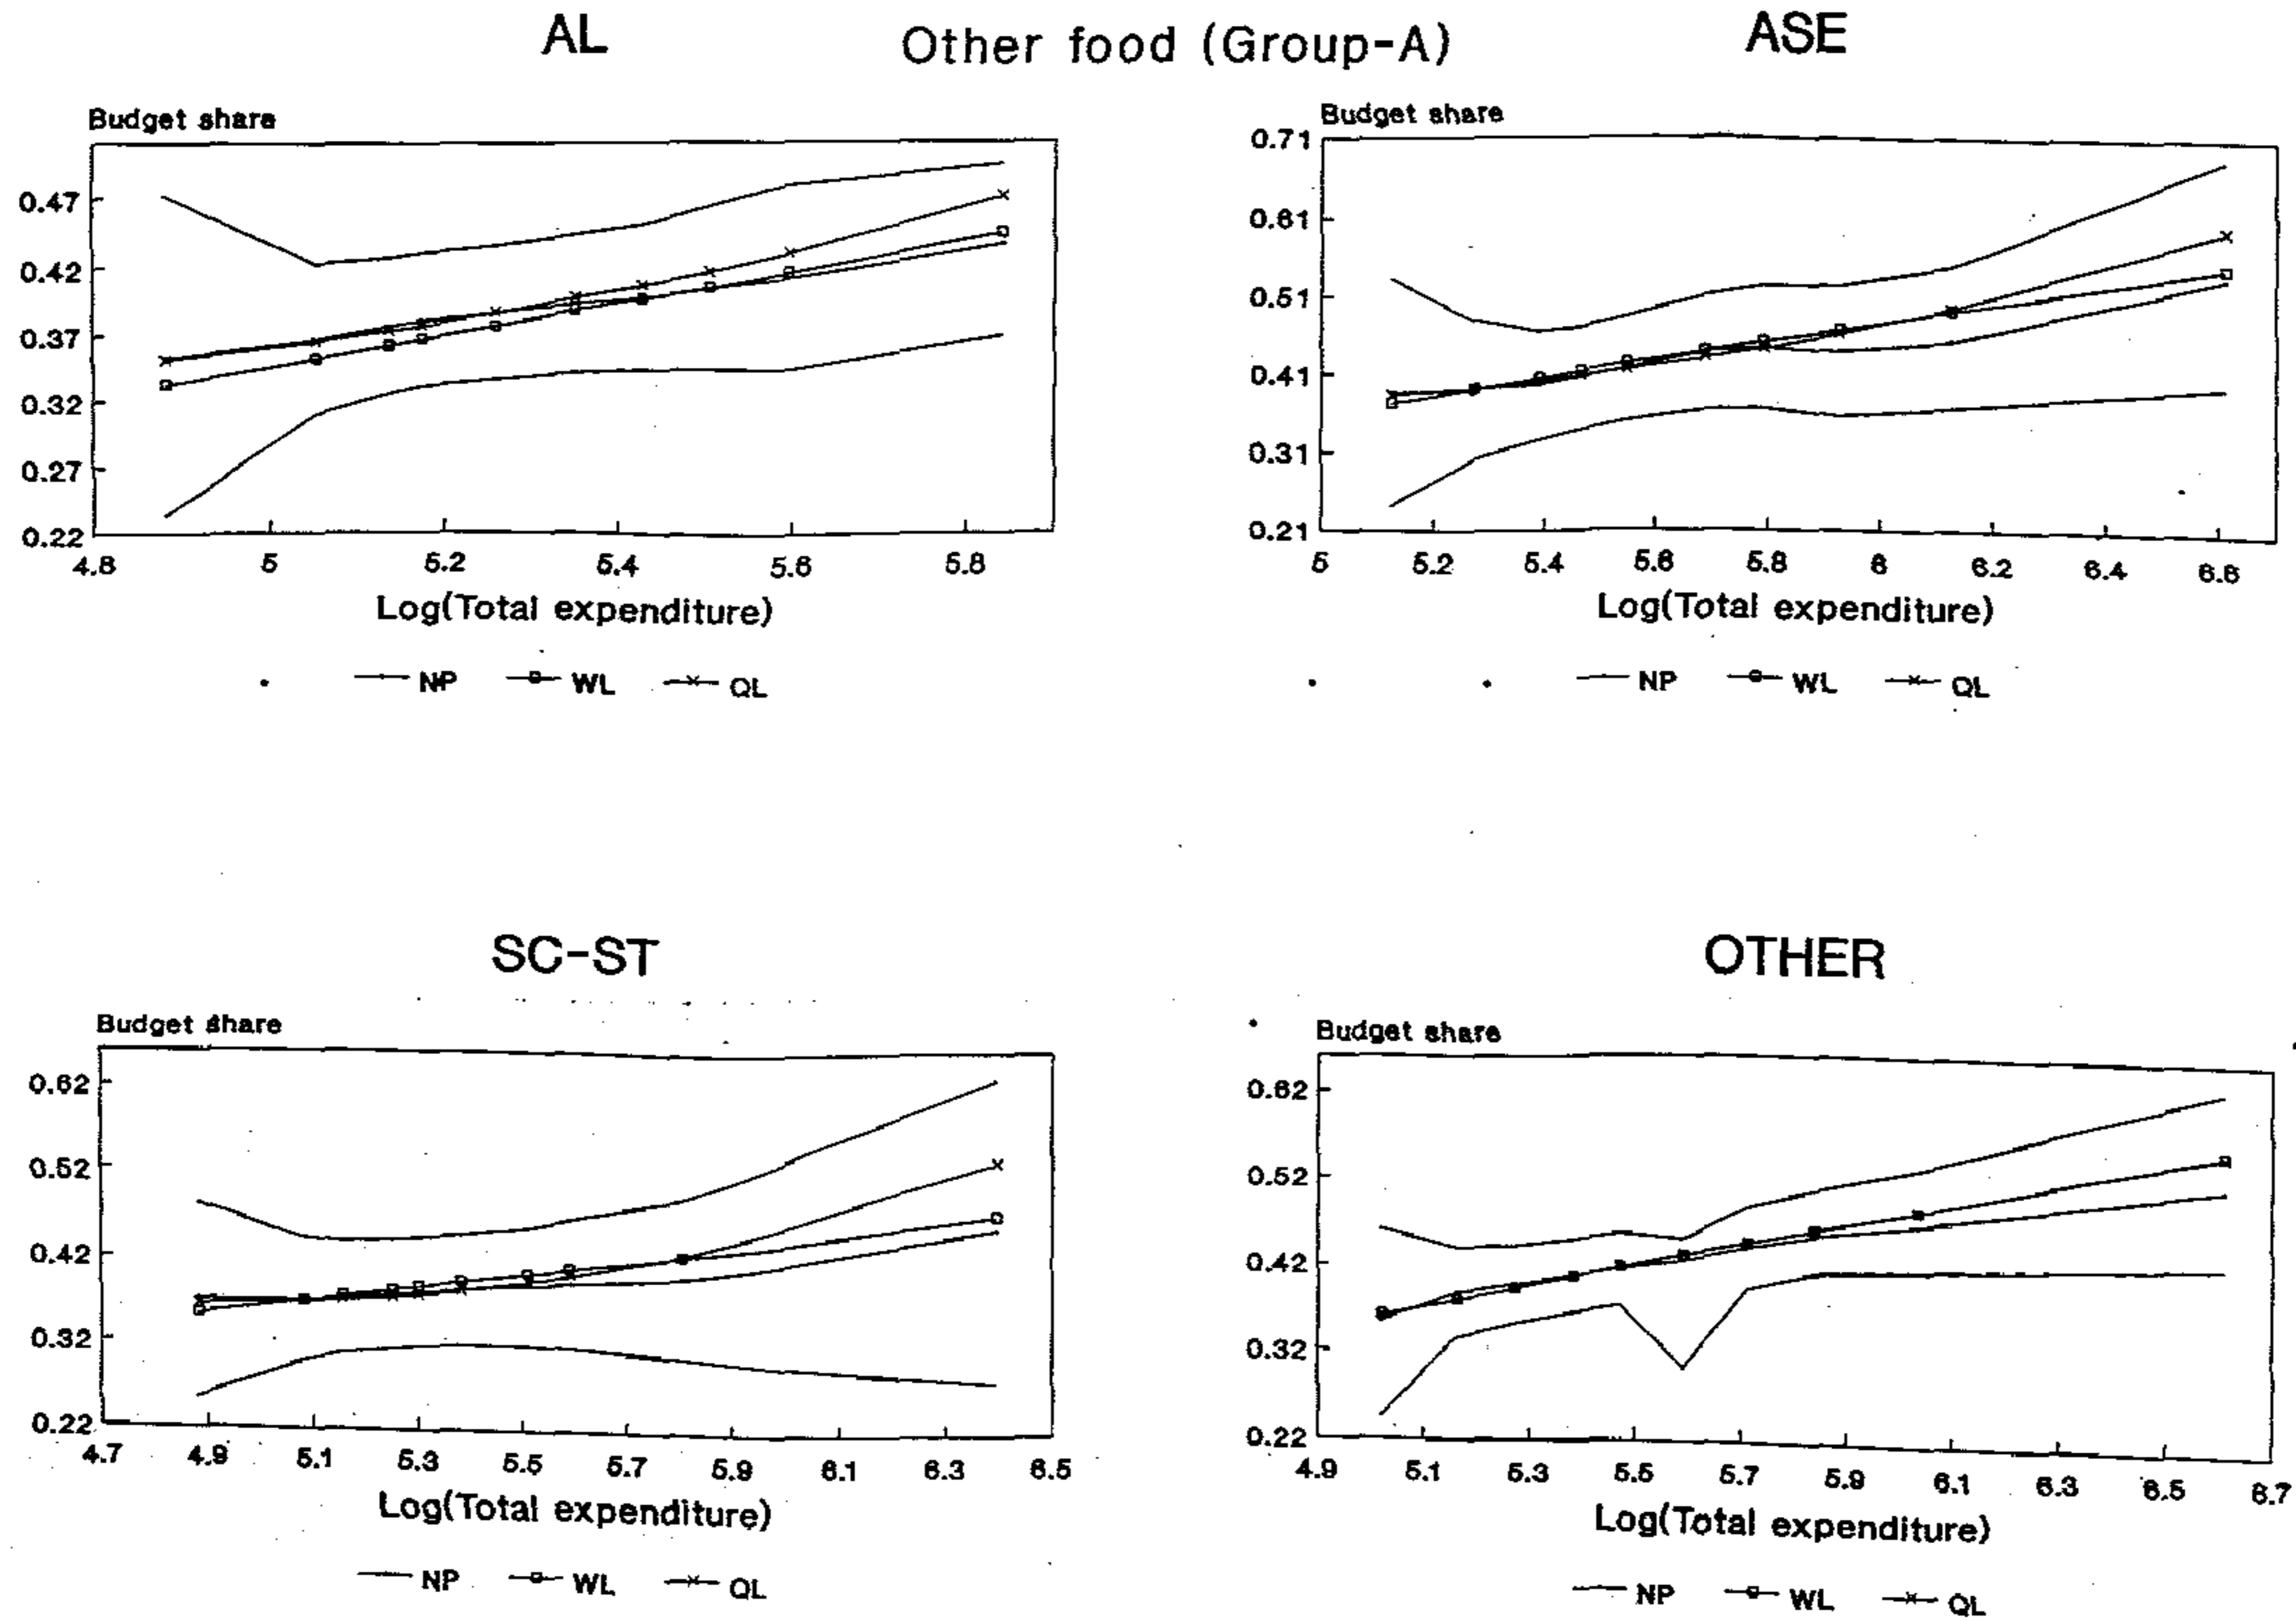 AL Other food (Group-A) ASE
Budget share
0.47
0.42
0.37
0.32
0.27
0.22
4.8 5 5.2 5.4 5.6 5.8
Log(Total expenditure)
NP WL QL
Budget share
0.71
0.61
0.51
0.41
0.31
0.21
5 5.2 5.4 5.6 5.8 6 6.2 6.4 6.6
Log(Total expenditure)
NP WL QL
SC-ST
Budget share
0.62
0.52
0.42
0.32
0.22
4.7 4.9 5.1 5.3 5.5 5.7 5.9 6.1 6.3 6.5
Log(Total expenditure)
NP WL QL
OTHER
Budget share
0.62
0.52
0.42
0.32
0.22
4.9 5.1 5.3 5.5 5.7 5.9 6.1 6.3 6.5 6.7
Log(Total expenditure)
NP WL QL